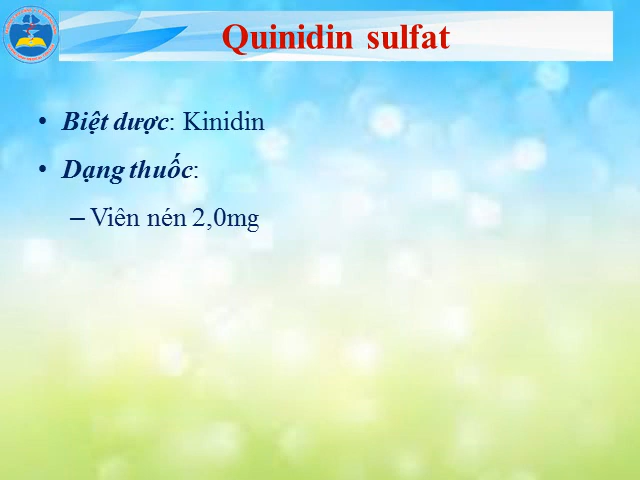 Quinidin sulfat
• Biệt dược: Kinidin
• Dạng thuốc:
– Viên nén 2,0mg